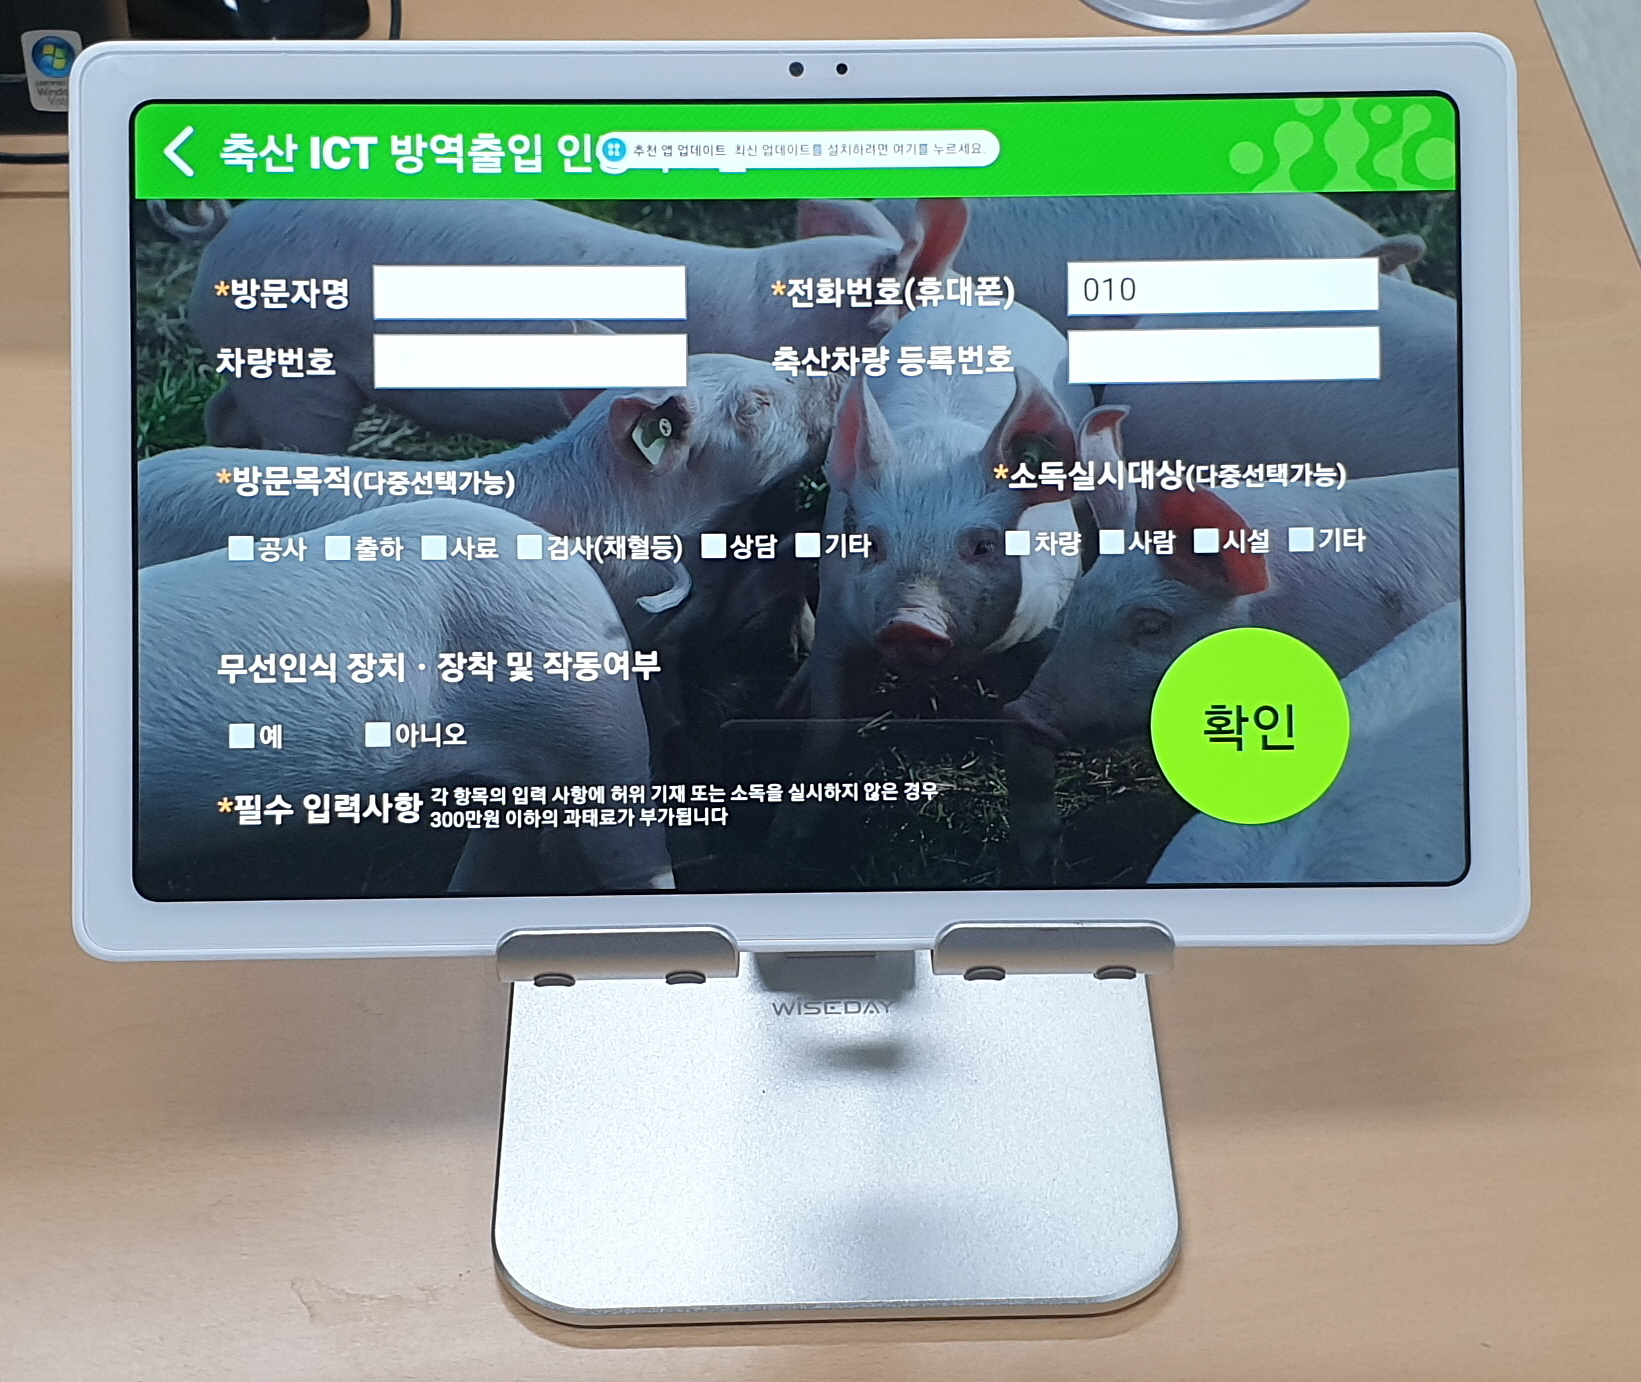 축산 ICT 방역출입 인
추천 앱 업데이트 최신 업데이트를 설치하려면 여기를 누르세요.
*방문자명
*전화번호(휴대폰) 010
차량번호
축산차량 등록번호
*방문목적(다중선택가능)
*소독실시대상(다중선택가능)
공사 출하 사료 검사(채혈등) 상담 기타
차량 사람 시설 기타
무선인식 장치 · 장착 및 작동여부
예 아니오
확인
*필수 입력사항 각 항목의 입력 사항에 허위 기재 또는 소독을 실시하지 않은 경우
300만원 이하의 과태료가 부가됩니다
WISEDAY